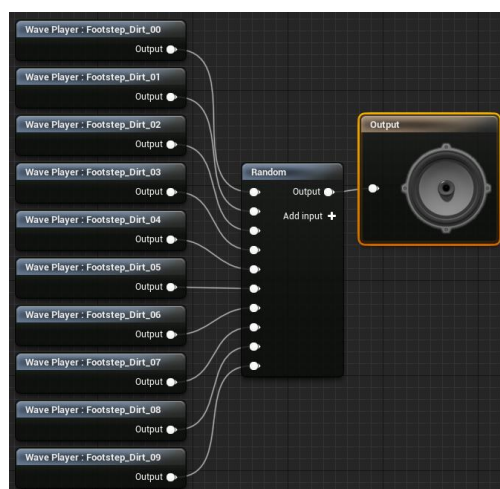 Wave Player : Footstep_Dirt_00
Output
Wave Player : Footstep_Dirt_01
Output
Wave Player : Footstep_Dirt_02
Output
Wave Player : Footstep_Dirt_03
Output
Wave Player : Footstep_Dirt_04
Output
Wave Player : Footstep_Dirt_05
Output
Wave Player : Footstep_Dirt_06
Output
Wave Player : Footstep_Dirt_07
Output
Wave Player : Footstep_Dirt_08
Output
Wave Player : Footstep_Dirt_09
Output
Random
Output
Add input
Output